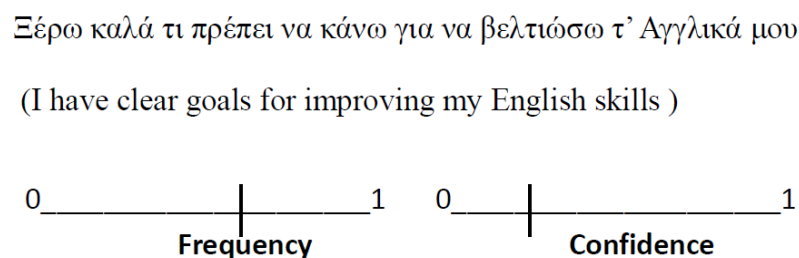 Ξέρω καλά τι πρέπει να κάνω για να βελτιώσω τ’ Αγγλικά μου
(I have clear goals for improving my English skills )
0 1 0 1
Frequency Confidence